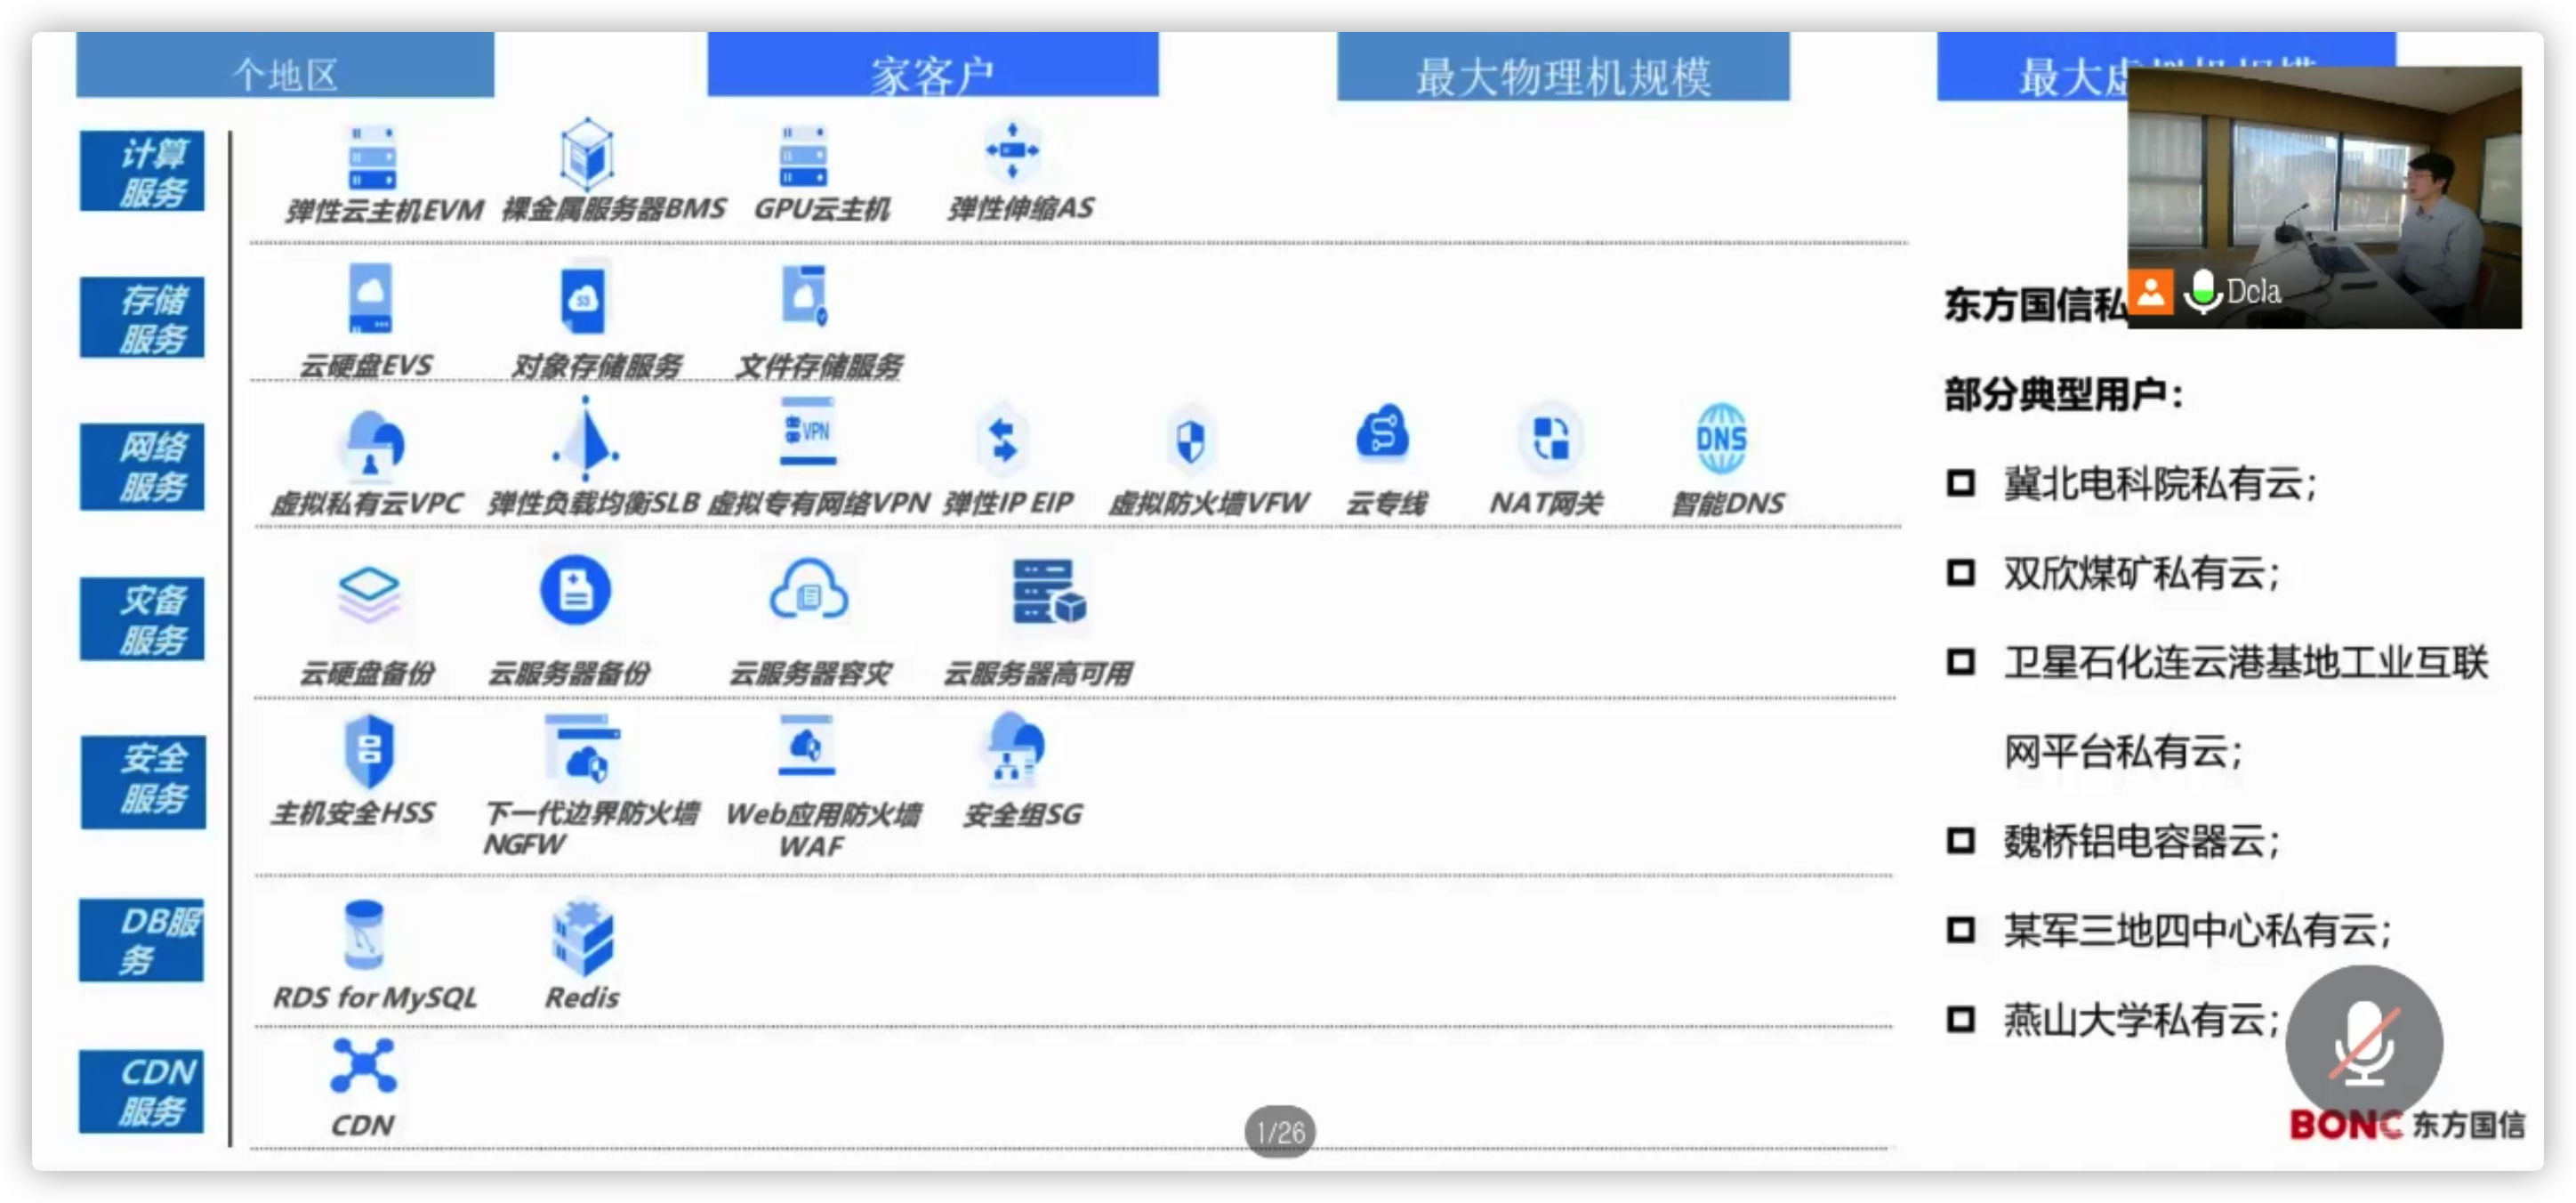 个地区
家客户
最大物理机规模
最大虚拟机规模
计算
服务
弹性云主机EVM
裸金属服务器BMS
GPU云主机
弹性伸缩AS
存储
服务
S3
云硬盘EVS
对象存储服务
文件存储服务
网络
服务
VPN
DNS
虚拟私有云VPC
弹性负载均衡SLB
虚拟专有网络VPN
弹性IP EIP
虚拟防火墙VFW
云专线
NAT网关
智能DNS
灾备
服务
云硬盘备份
云服务器备份
云服务器容灾
云服务器高可用
安全
服务
主机安全HSS
下一代边界防火墙
NGFW
Web应用防火墙
WAF
安全组SG
DB服
务
RDS for MySQL
Redis
CDN
服务
CDN
Dcla
东方国信私
部分典型用户：
冀北电科院私有云；
双欣煤矿私有云；
卫星石化连云港基地工业互联
网平台私有云；
魏桥铝电容器云；
某军三地四中心私有云；
燕山大学私有云；
1/26
BONC 东方国信